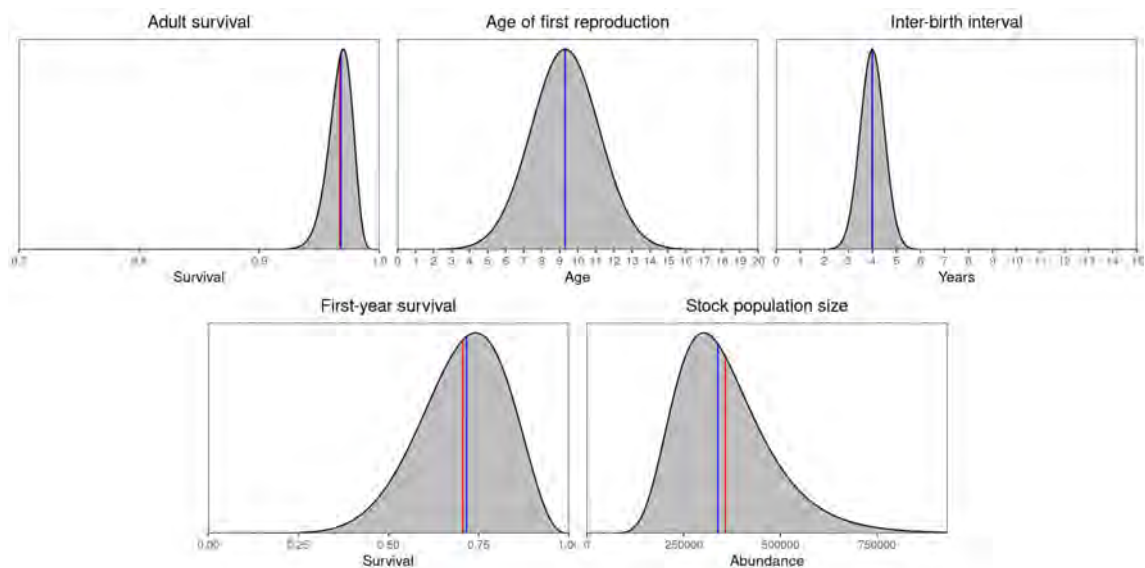 Adult survival
Age of first reproduction
Inter-birth interval
0.7 0.8 0.9 1.0
0 1 2 3 4 5 6 7 8 9 10 11 12 13 14 15 16 17 18 19 20
0 1 2 3 4 5 6 7 8 9 10 11 12 13 14 15
Survival
Age
Years
First-year survival
Stock population size
0.00 0.25 0.50 0.75 1.0
0 250000 500000 750000
Survival
Abundance